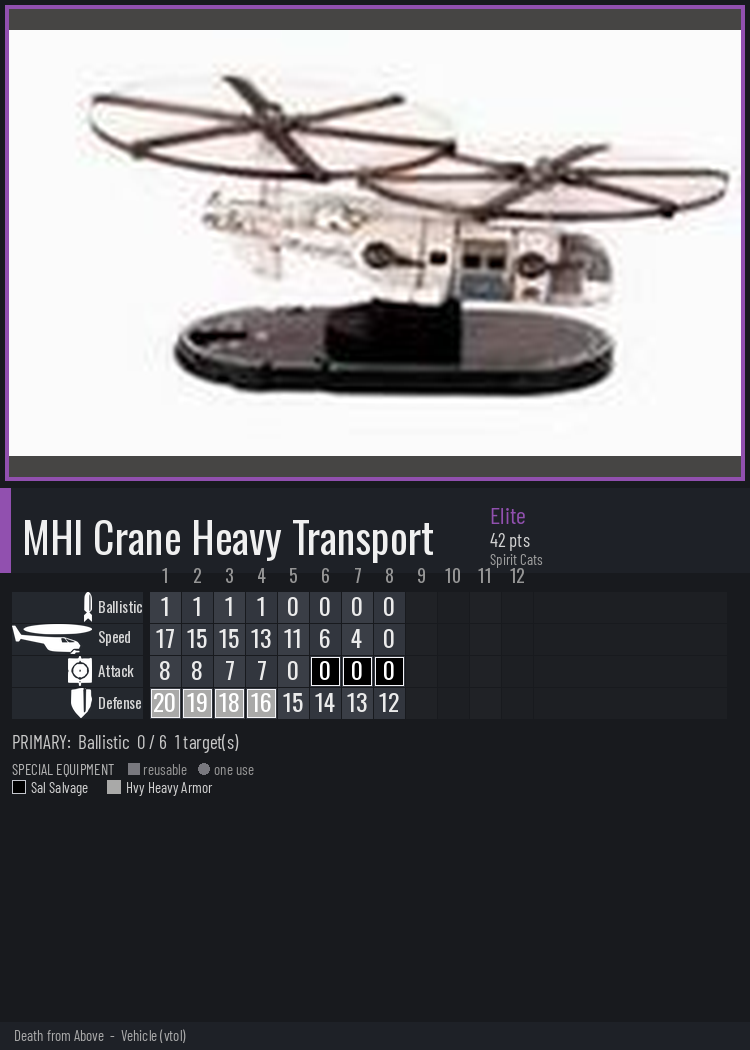 MHI Crane Heavy Transport
Elite
42 pts
Spirit Cats
1 2 3 4 5 6 7 8 9 10 11 12
Ballistic 1 1 1 1 0 0 0 0
Speed 17 15 15 13 11 6 4 0
Attack 8 8 7 7 0 0 0 0
Defense 20 19 18 16 15 14 13 12
PRIMARY: Ballistic 0 / 6 1 target(s)
SPECIAL EQUIPMENT reusable one use
Sal Salvage Hvy Heavy Armor
Death from Above - Vehicle (vtol)